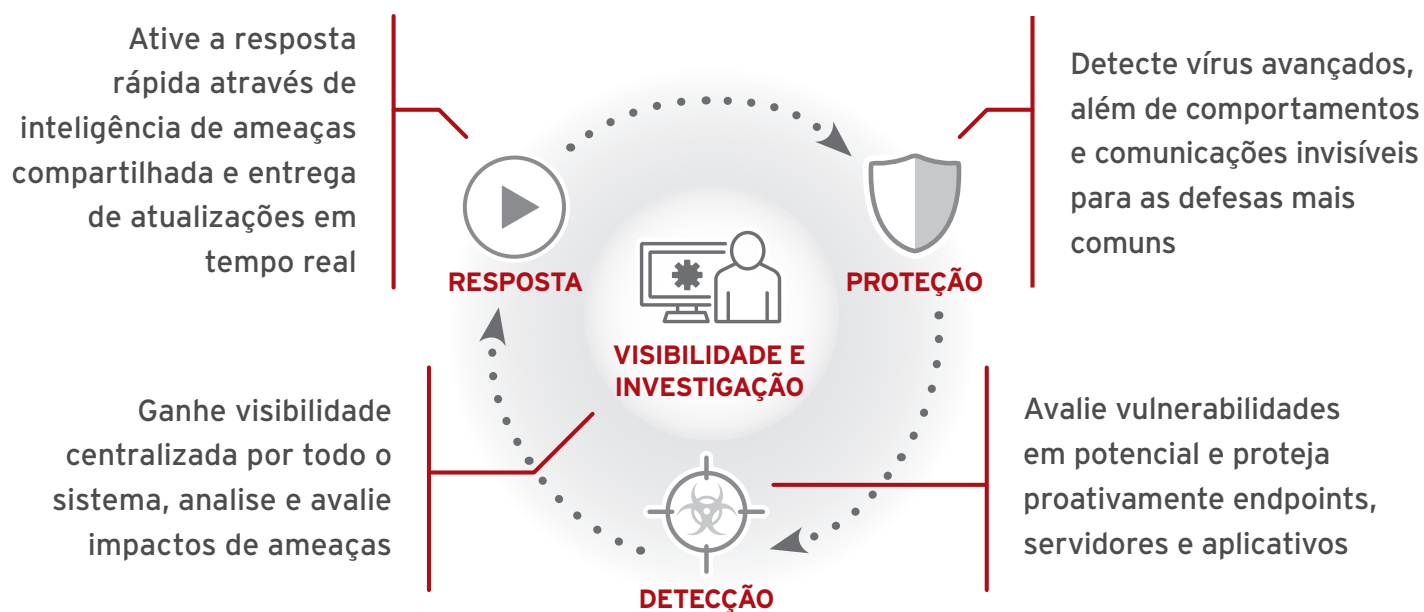 Ative a resposta
rápida através de
inteligência de ameaças
compartilhada e entrega
de atualizações em
tempo real
RESPOSTA
Detecte vírus avançados,
além de comportamentos
e comunicações invisíveis
para as defesas mais
comuns
PROTEÇÃO
VISIBILIDADE E
INVESTIGAÇÃO
Ganhe visibilidade
centralizada por todo o
sistema, analise e avalie
impactos de ameaças
Avalie vulnerabilidades
em potencial e proteja
proativamente endpoints,
servidores e aplicativos
DETECÇÃO